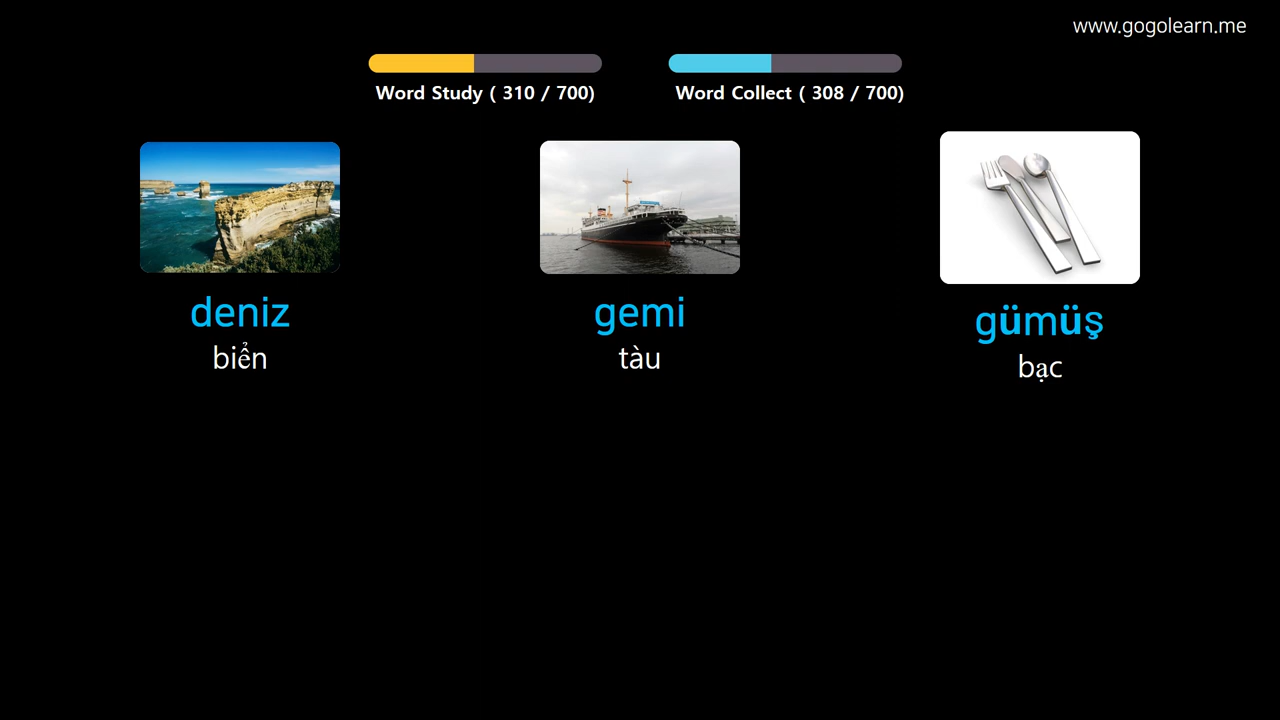 www.gogolearn.me
Word Study ( 310 / 700)
Word Collect ( 308 / 700)
deniz
biển
gemi
tàu
gümüş
bạc